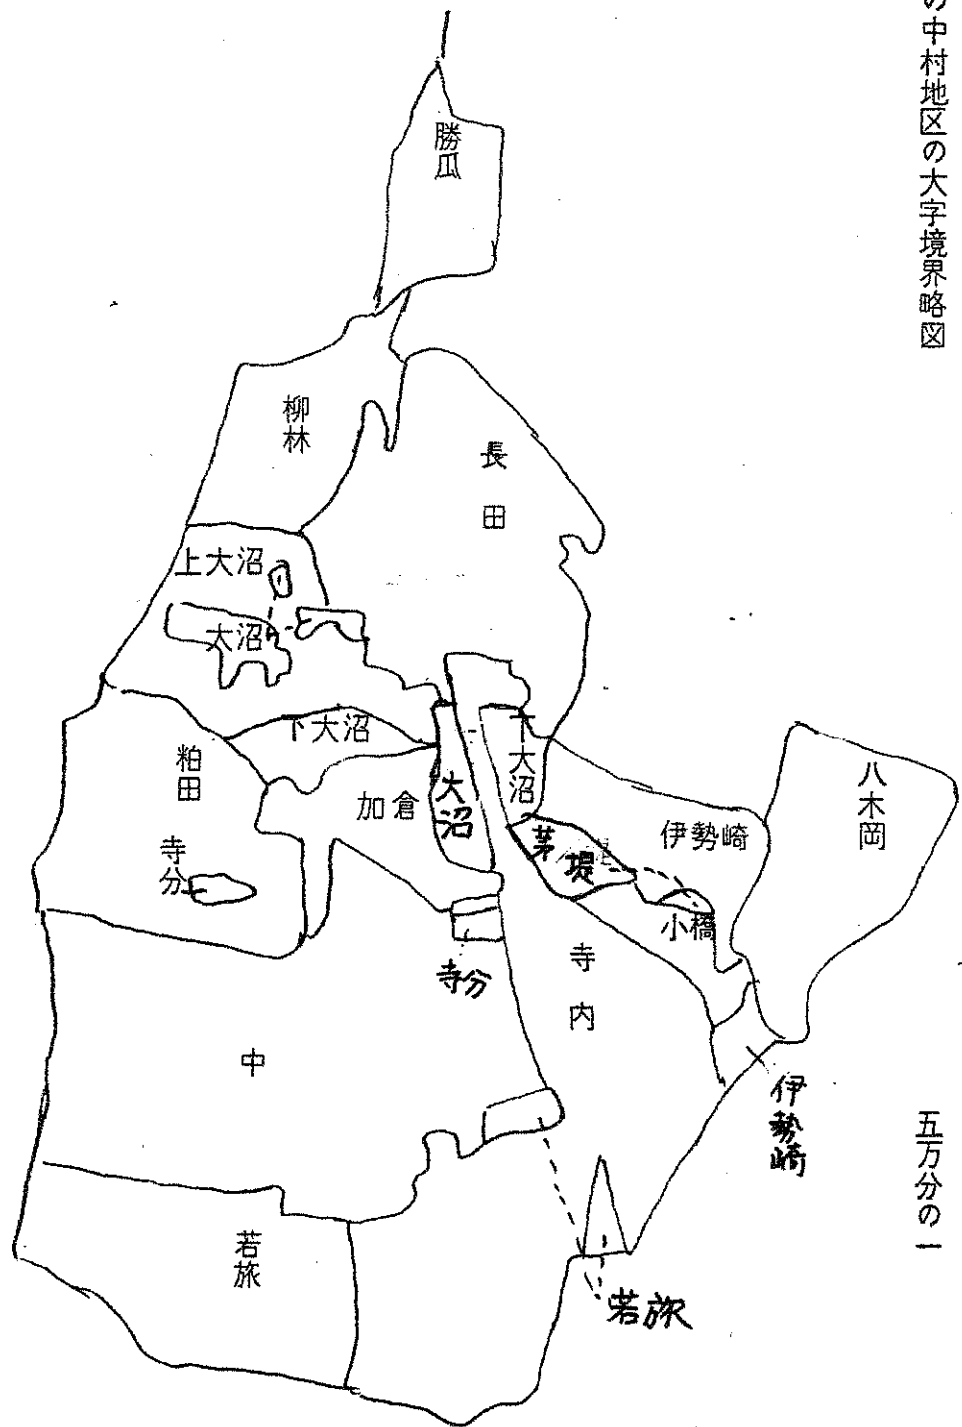 の中村地区の大字境界略図
五万分の一
勝瓜
柳林
長田
上大沼
大沼
下大沼
下大沼
大沼
加倉
粕田
寺分
茅堤
伊勢崎
八木岡
小橋
寺分
寺内
中
伊勢崎
若旅
若旅